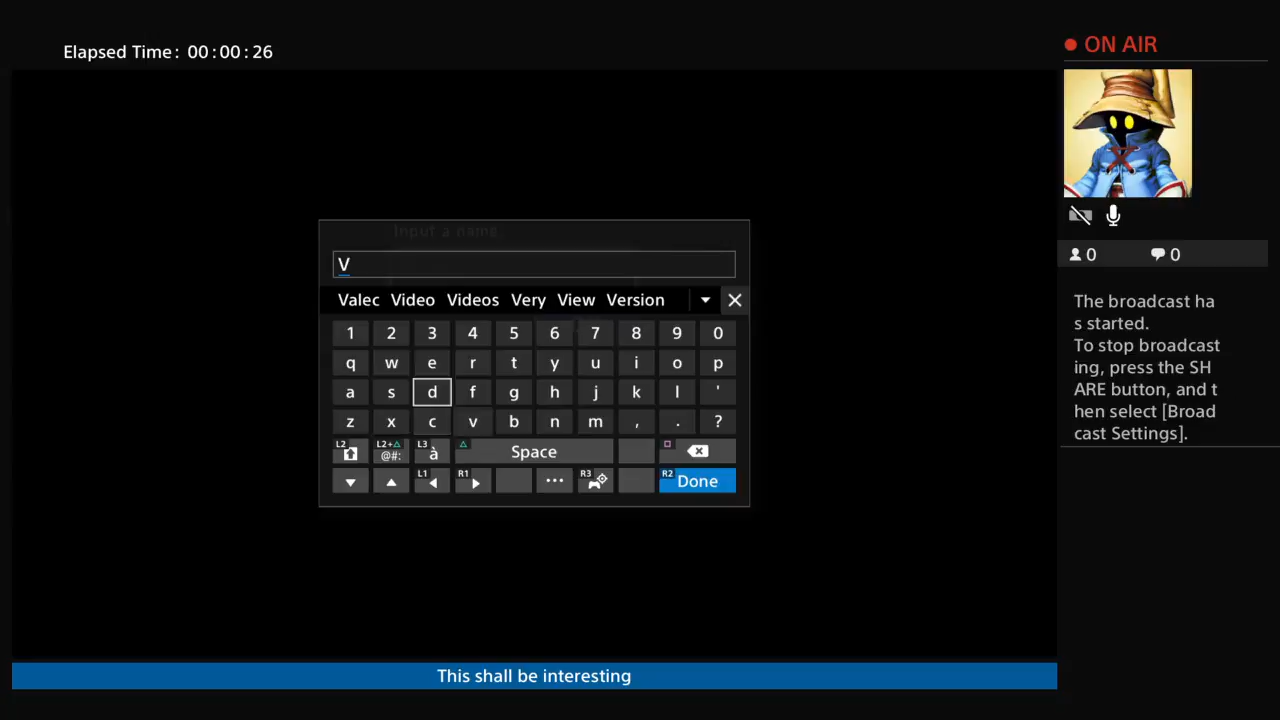 Elapsed Time: 00:00:26
ON AIR
0 0
The broadcast ha
s started.
To stop broadcast
ing, press the SH
ARE button, and t
hen select [Broad
cast Settings].
Input a name
V
Valec Video Videos Very View Version
1 2 3 4 5 6 7 8 9 0
q w e r t y u i o p
a s d f g h j k l '
z x c v b n m , . ?
L2 L2+△ @#: L3 à △ Space □
L1 R1 ... R3 R2 Done
This shall be interesting